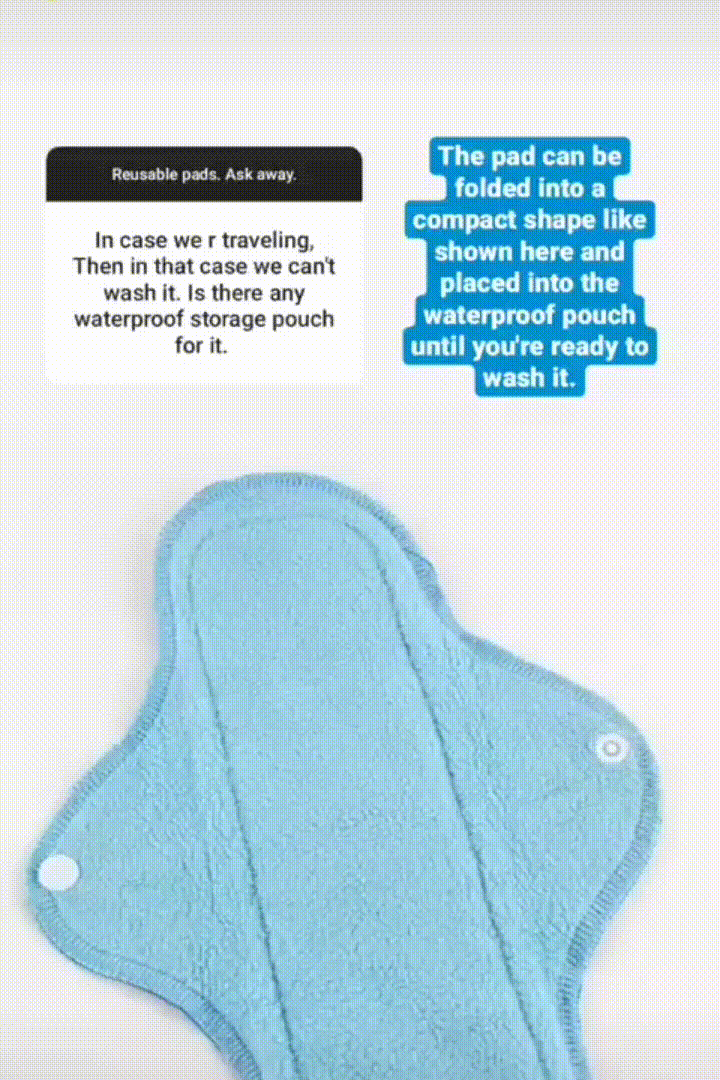 Reusable pads. Ask away.
In case we r traveling,
Then in that case we can't
wash it. Is there any
waterproof storage pouch
for it.
The pad can be
folded into a
compact shape like
shown here and
placed into the
waterproof pouch
until you're ready to
wash it.